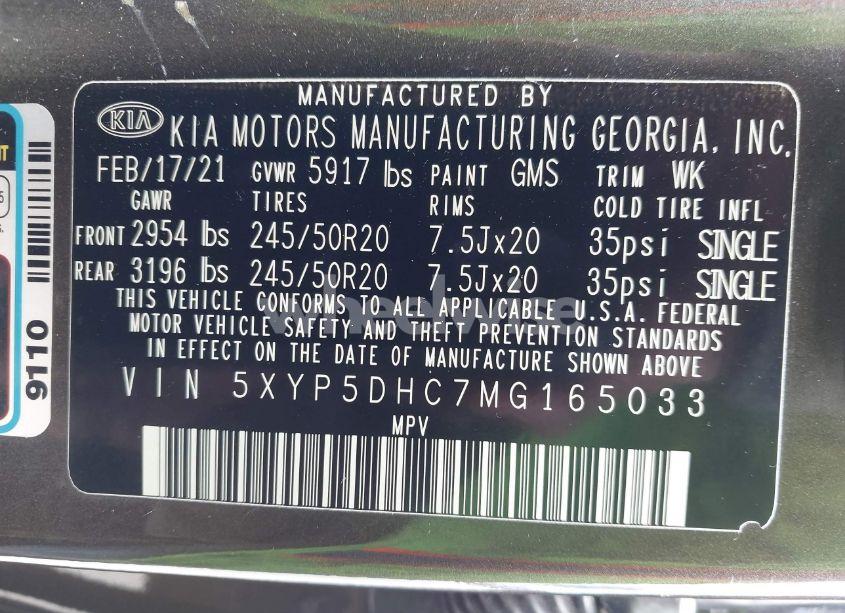 MANUFACTURED BY
KIA KIA MOTORS MANUFACTURING GEORGIA, INC.
FEB/17/21 GVWR 5917 lbs PAINT GMS TRIM WK
GAWR TIRES RIMS COLD TIRE INFL
FRONT 2954 lbs 245/50R20 7.5Jx20 35psi SINGLE
REAR 3196 lbs 245/50R20 7.5Jx20 35psi SINGLE
THIS VEHICLE CONFORMS TO ALL APPLICABLE U.S.A. FEDERAL
MOTOR VEHICLE SAFETY AND THEFT PREVENTION STANDARDS
IN EFFECT ON THE DATE OF MANUFACTURE SHOWN ABOVE
VIN 5XYP5DHC7MG165033
MPV
9110